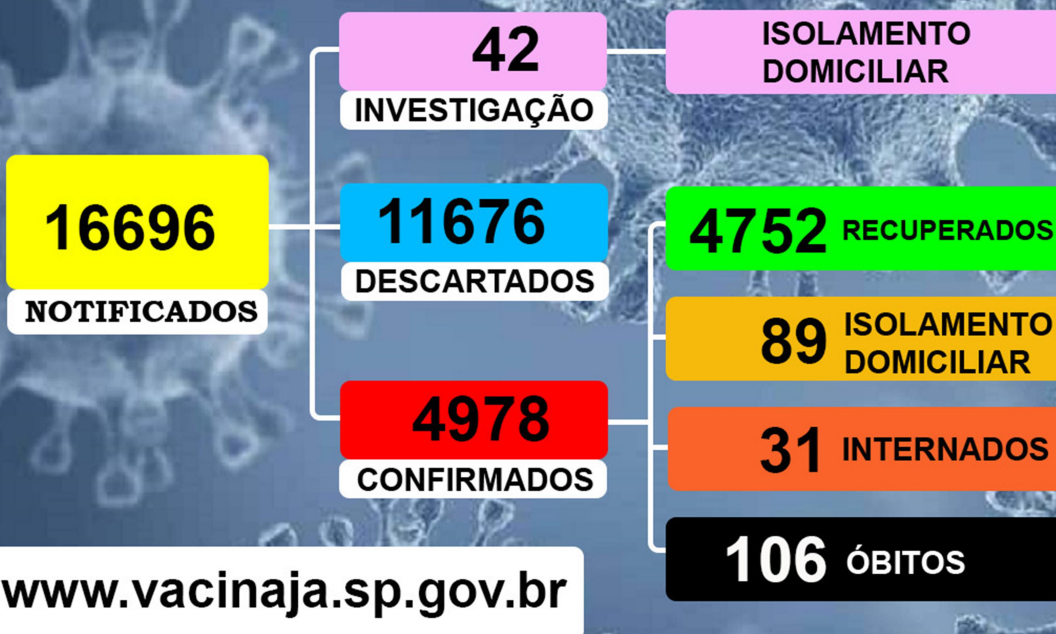 16696
NOTIFICADOS
42
INVESTIGAÇÃO
ISOLAMENTO
DOMICILIAR
11676
DESCARTADOS
4978
CONFIRMADOS
4752 RECUPERADOS
89 ISOLAMENTO
DOMICILIAR
31 INTERNADOS
106 ÓBITOS
www.vacinaja.sp.gov.br